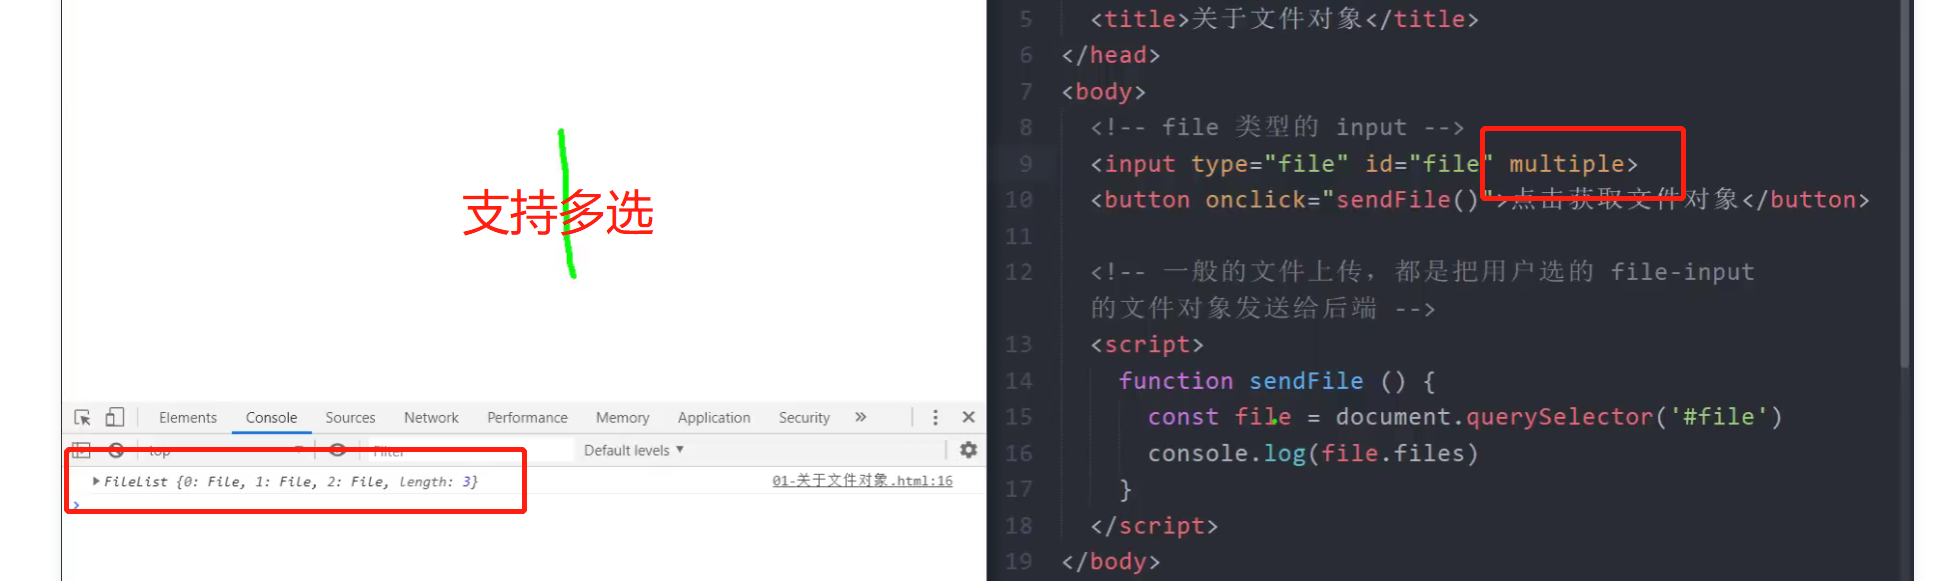 支持多选
Elements Console Sources Network Performance Memory Application Security »
top Filter Default levels ▼
▶ FileList {0: File, 1: File, 2: File, length: 3} 01-关于文件对象.html:16
>
5 <title>关于文件对象</title>
6 </head>
7 <body>
8 <!-- file 类型的 input -->
9 <input type="file" id="file" multiple>
10 <button onclick="sendFile()">点击获取文件对象</button>
11
12 <!-- 一般的文件上传，都是把用户选的 file-input
的文件对象发送给后端 -->
13 <script>
14 function sendFile () {
15 const file = document.querySelector('#file')
16 console.log(file.files)
17 }
18 </script>
19 </body>